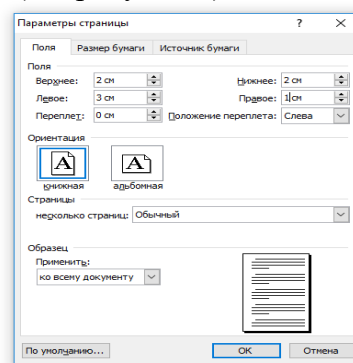 Параметры страницы ? ×
Поля Размер бумаги Источник бумаги
Поля
Верхнее: 2 см Нижнее: 2 см
Левое: 3 см Правое: 1 см
Переплет: 0 см Положение переплета: Слева
Ориентация
A A
книжная альбомная
Страницы
несколько страниц: Обычный
Образец
Применить:
ко всему документу
По умолчанию... ОК Отмена